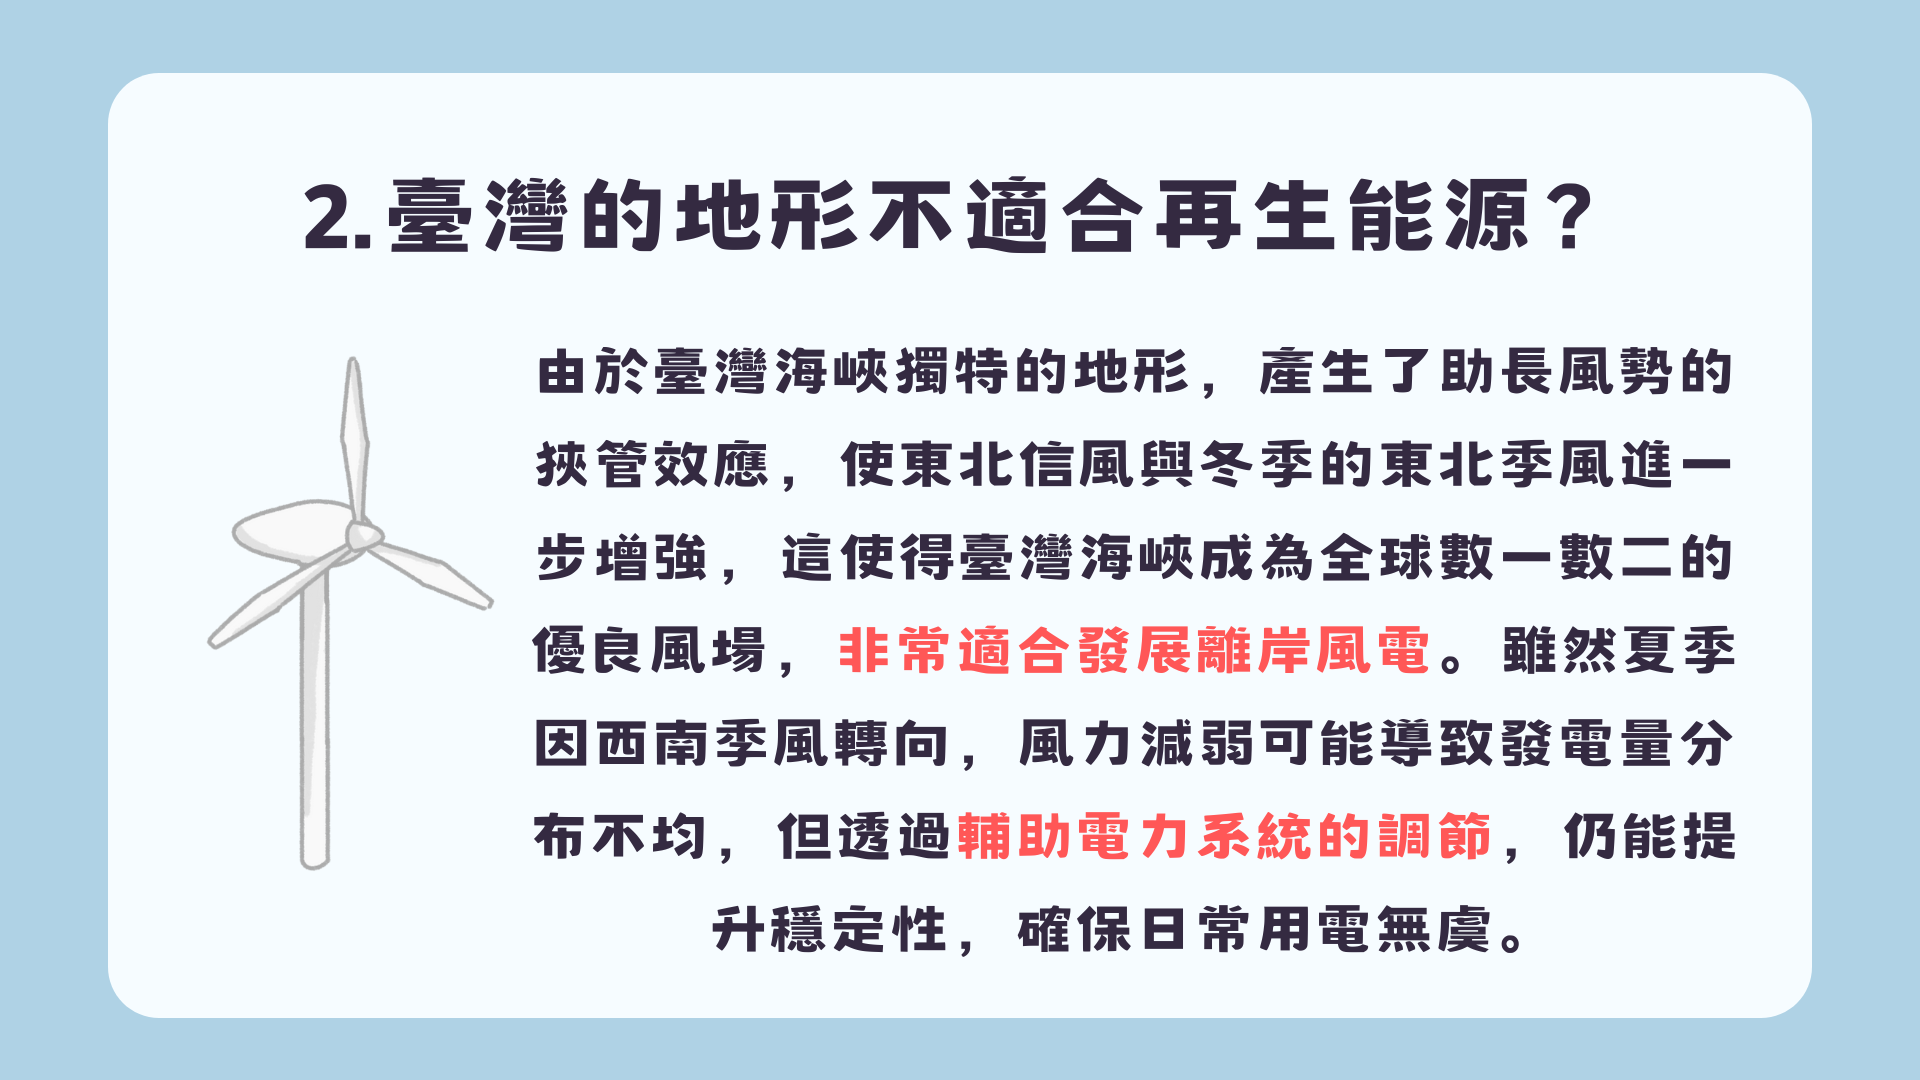 2.臺灣的地形不適合再生能源？
由於臺灣海峽獨特的地形，產生了助長風勢的
挾管效應，使東北信風與冬季的東北季風進一
步增強，這使得臺灣海峽成為全球數一數二的
優良風場，非常適合發展離岸風電。雖然夏季
因西南季風轉向，風力減弱可能導致發電量分
布不均，但透過輔助電力系統的調節，仍能提
升穩定性，確保日常用電無虞。